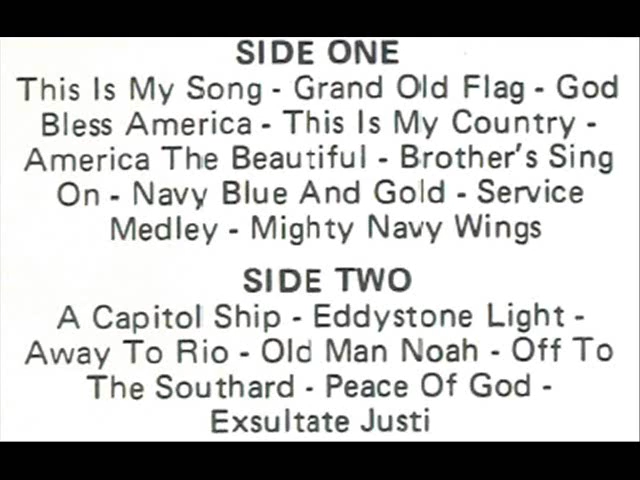 SIDE ONE
This Is My Song - Grand Old Flag - God
Bless America - This Is My Country -
America The Beautiful - Brother's Sing
On - Navy Blue And Gold - Service
Medley - Mighty Navy Wings
SIDE TWO
A Capitol Ship - Eddystone Light -
Away To Rio - Old Man Noah - Off To
The Southard - Peace Of God -
Exsultate Justi